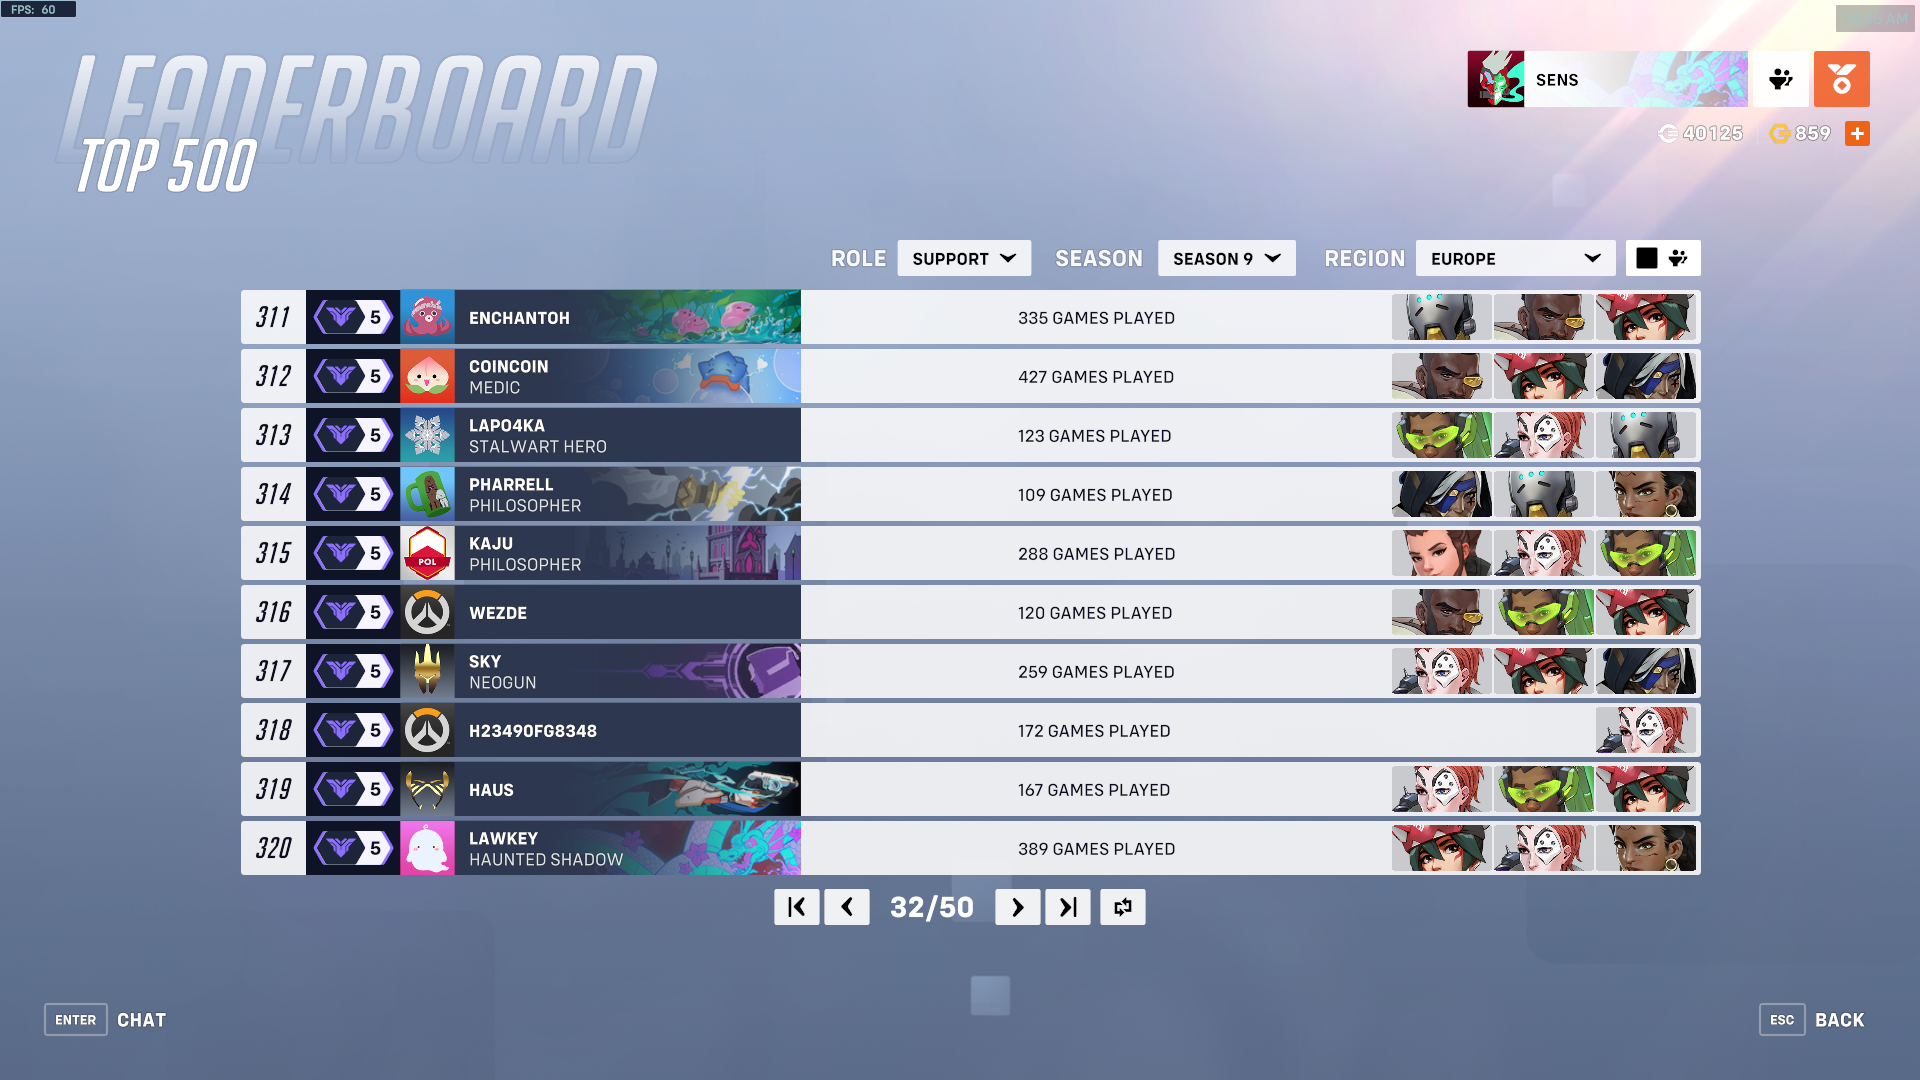 FPS: 60
LEADERBOARD
TOP 500
SENS
40125
859
ROLE
SUPPORT
SEASON
SEASON 9
REGION
EUROPE
311 5 ENCHANTOH 335 GAMES PLAYED
312 5 COINCOIN 427 GAMES PLAYED
MEDIC
313 5 LAPO4KA 123 GAMES PLAYED
STALWART HERO
314 5 PHARRELL 109 GAMES PLAYED
PHILOSOPHER
315 5 POL KAJU 288 GAMES PLAYED
PHILOSOPHER
316 5 WEZDE 120 GAMES PLAYED
317 5 SKY 259 GAMES PLAYED
NEOGUN
318 5 H23490FG8348 172 GAMES PLAYED
319 5 HAUS 167 GAMES PLAYED
320 5 LAWKEY 389 GAMES PLAYED
HAUNTED SHADOW
32/50
ENTER CHAT
ESC BACK